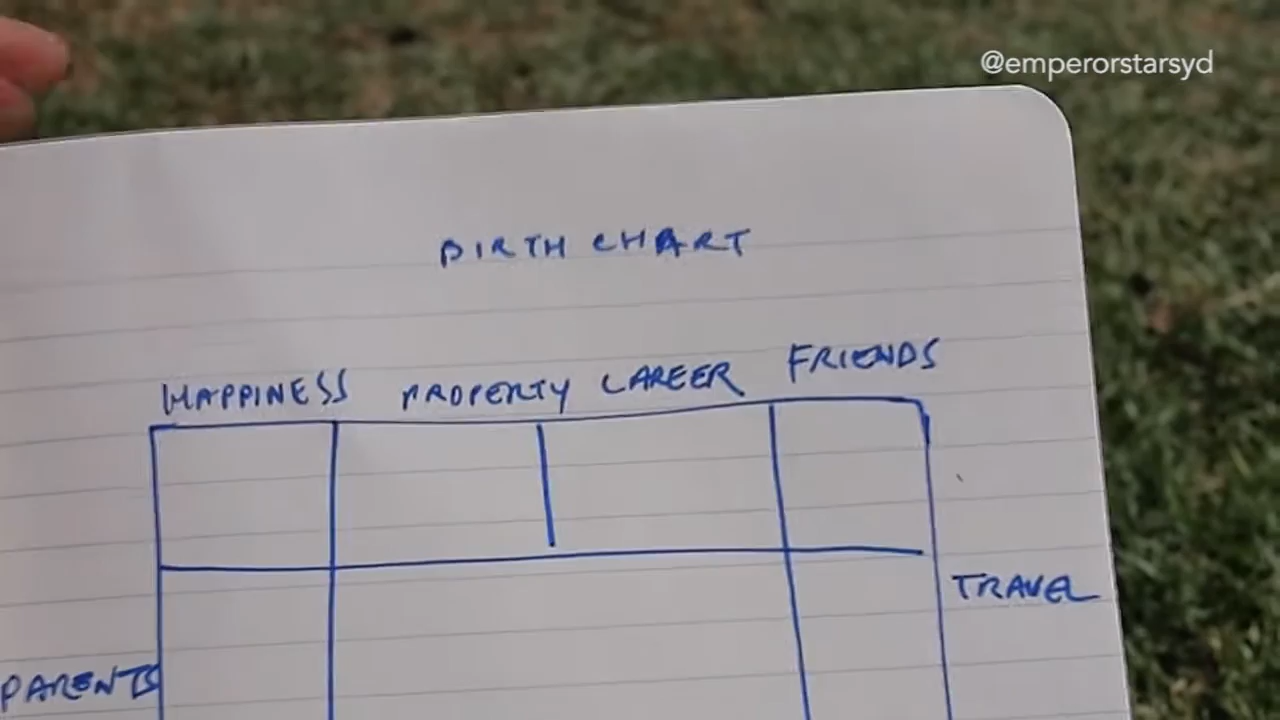 @emperorstarsyd
BIRTH CHART
HAPPINESS PROPERTY CAREER FRIENDS
TRAVEL
PARENTS